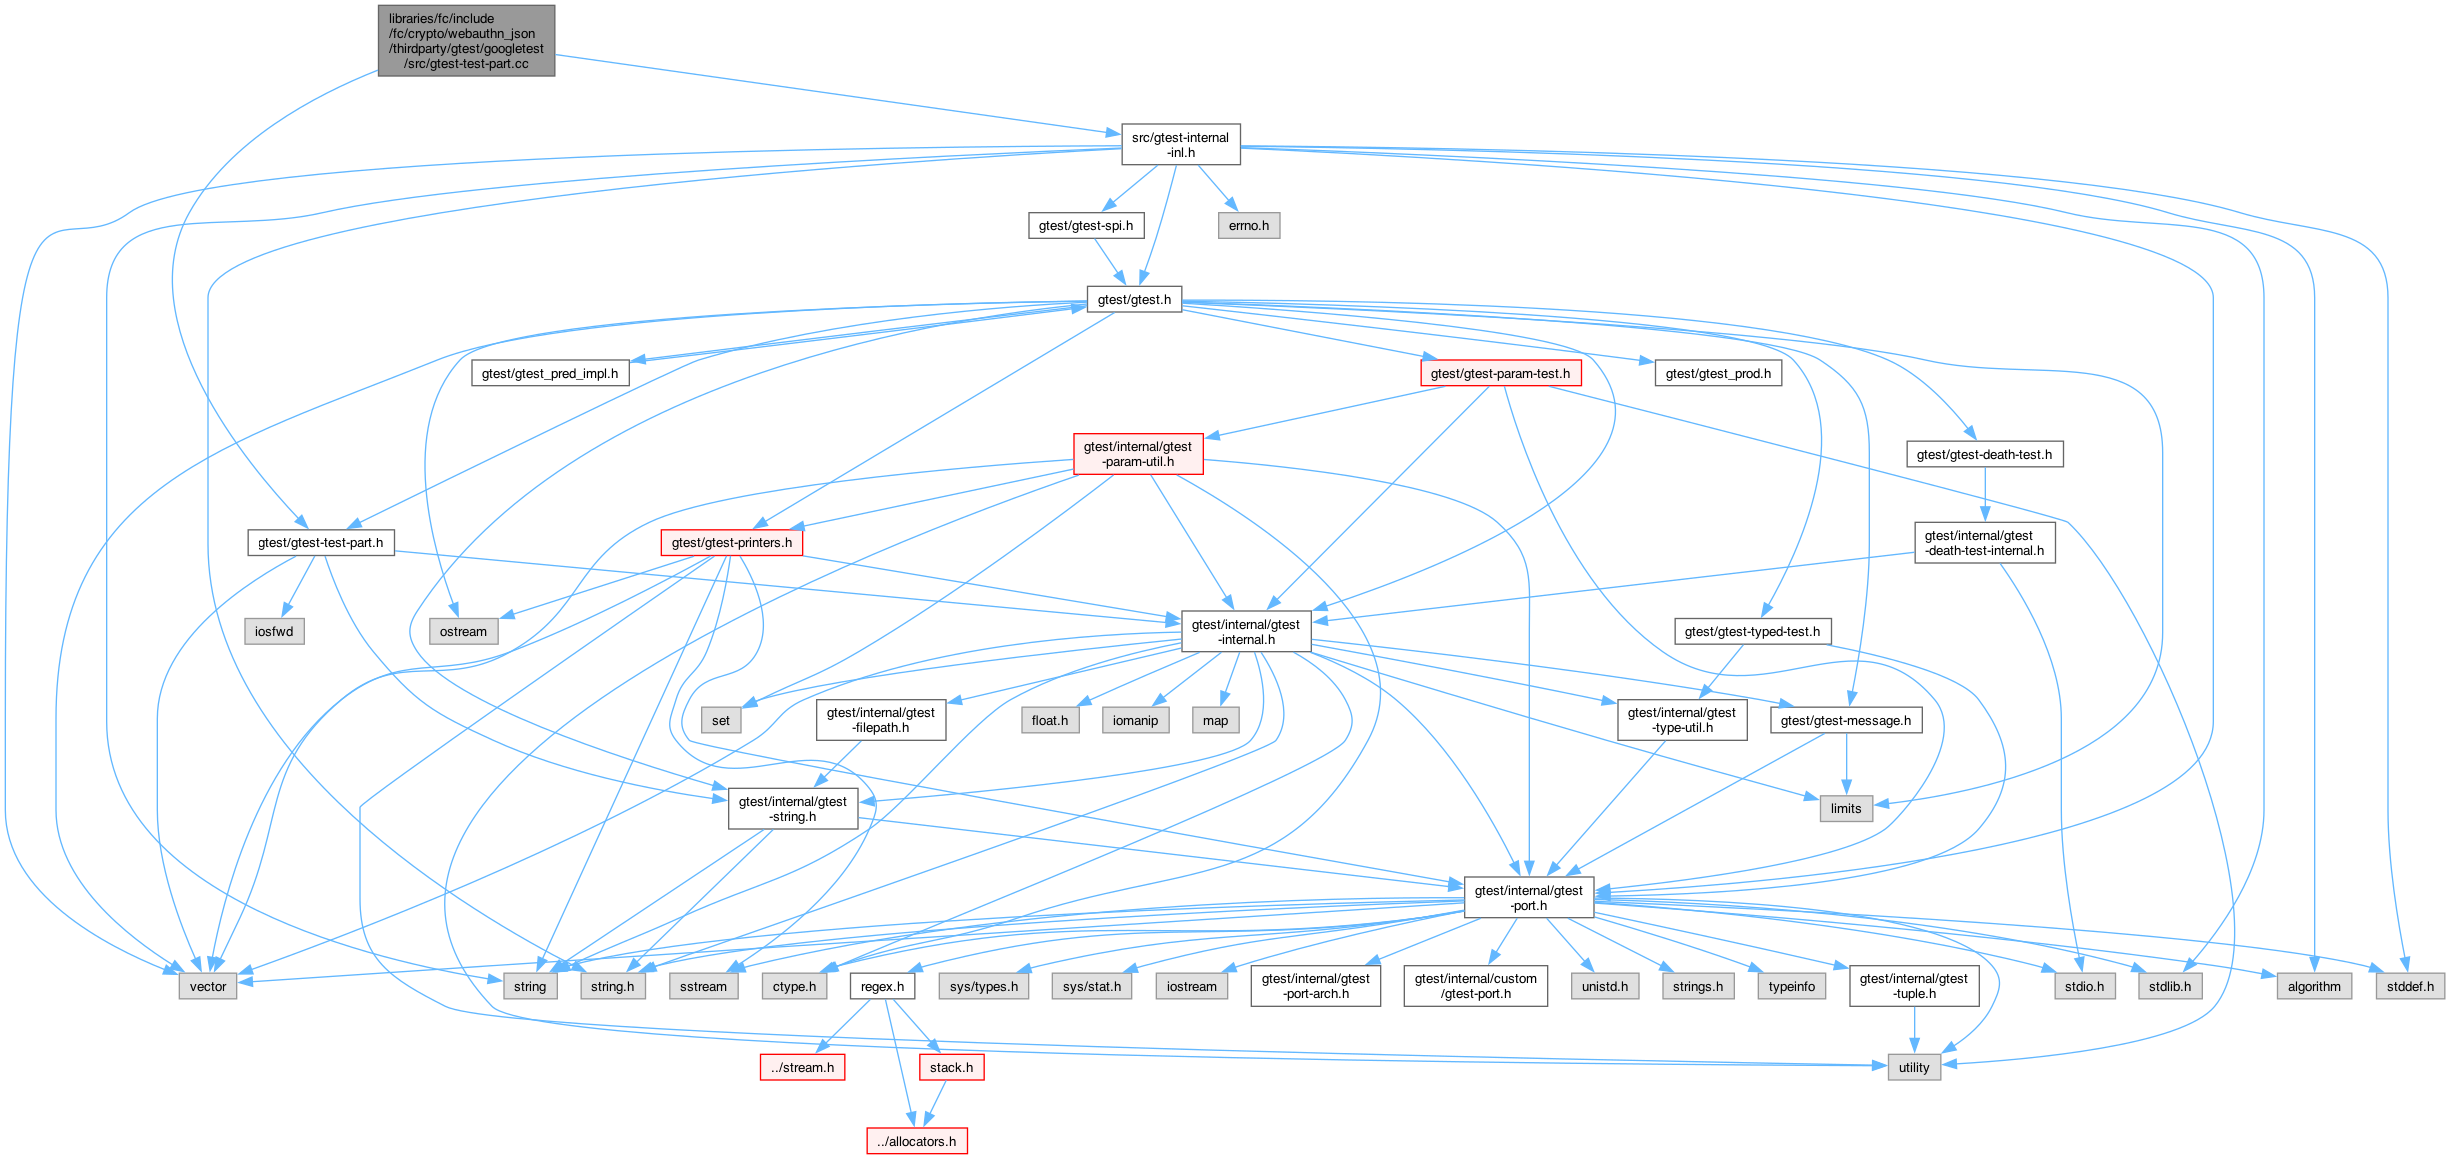 libraries/fc/include
/fc/crypto/webauthn_json
/thirdparty/gtest/googletest
/src/gtest-test-part.cc
src/gtest-internal
-inl.h
gtest/gtest-spi.h
errno.h
gtest/gtest.h
gtest/gtest_pred_impl.h
gtest/gtest-param-test.h
gtest/gtest_prod.h
gtest/internal/gtest
-param-util.h
gtest/gtest-death-test.h
gtest/gtest-test-part.h
gtest/gtest-printers.h
gtest/internal/gtest
-death-test-internal.h
iosfwd
ostream
gtest/internal/gtest
-internal.h
gtest/gtest-typed-test.h
set
gtest/internal/gtest
-filepath.h
float.h
iomanip
map
gtest/internal/gtest
-type-util.h
gtest/gtest-message.h
gtest/internal/gtest
-string.h
limits
gtest/internal/gtest
-port.h
vector
string
string.h
sstream
ctype.h
regex.h
sys/types.h
sys/stat.h
iostream
gtest/internal/gtest
-port-arch.h
gtest/internal/custom
/gtest-port.h
unistd.h
strings.h
typeinfo
gtest/internal/gtest
-tuple.h
stdio.h
stdlib.h
algorithm
stddef.h
../stream.h
stack.h
utility
../allocators.h